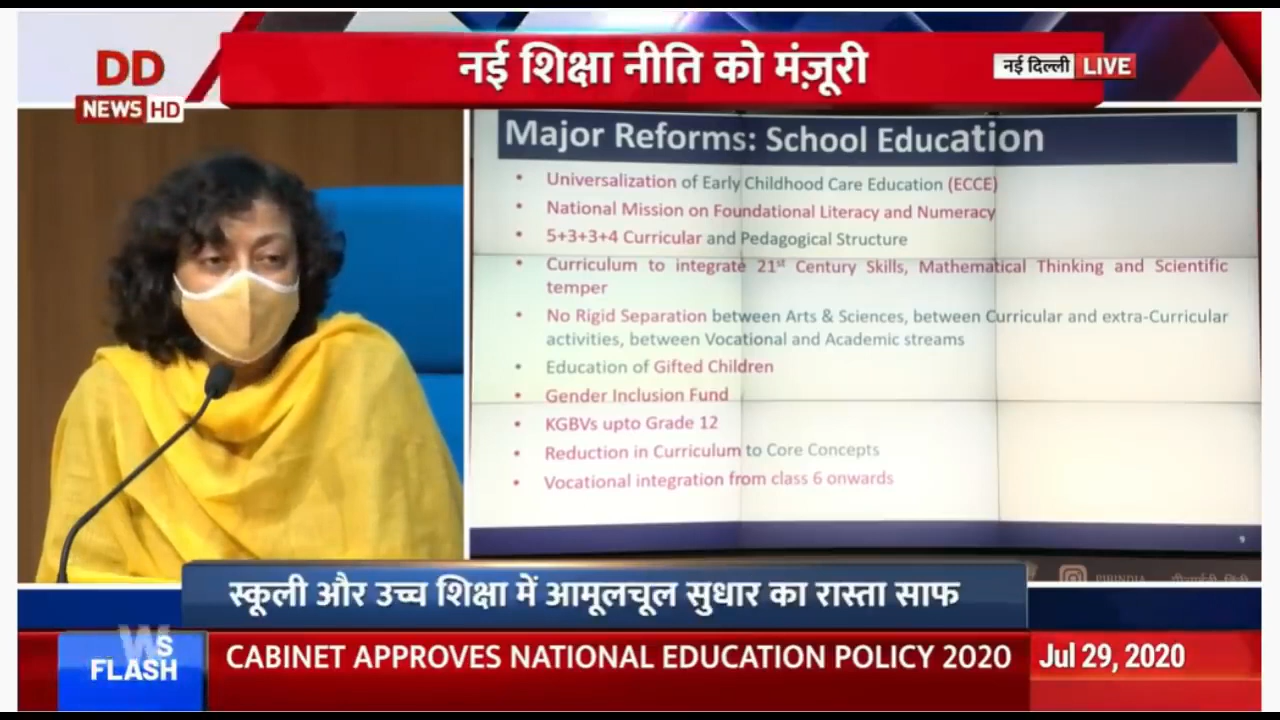 DD
NEWS HD
नई शिक्षा नीति को मंज़ूरी
नई दिल्ली LIVE
Major Reforms: School Education
• Universalization of Early Childhood Care Education (ECCE)
• National Mission on Foundational Literacy and Numeracy
• 5+3+3+4 Curricular and Pedagogical Structure
• Curriculum to integrate 21st Century Skills, Mathematical Thinking and Scientific
temper
• No Rigid Separation between Arts & Sciences, between Curricular and extra-Curricular
activities, between Vocational and Academic streams
• Education of Gifted Children
• Gender Inclusion Fund
• KGBVs upto Grade 12
• Reduction in Curriculum to Core Concepts
• Vocational integration from class 6 onwards
9
स्कूली और उच्च शिक्षा में आमूलचूल सुधार का रास्ता साफ
FLASH
CABINET APPROVES NATIONAL EDUCATION POLICY 2020
Jul 29, 2020